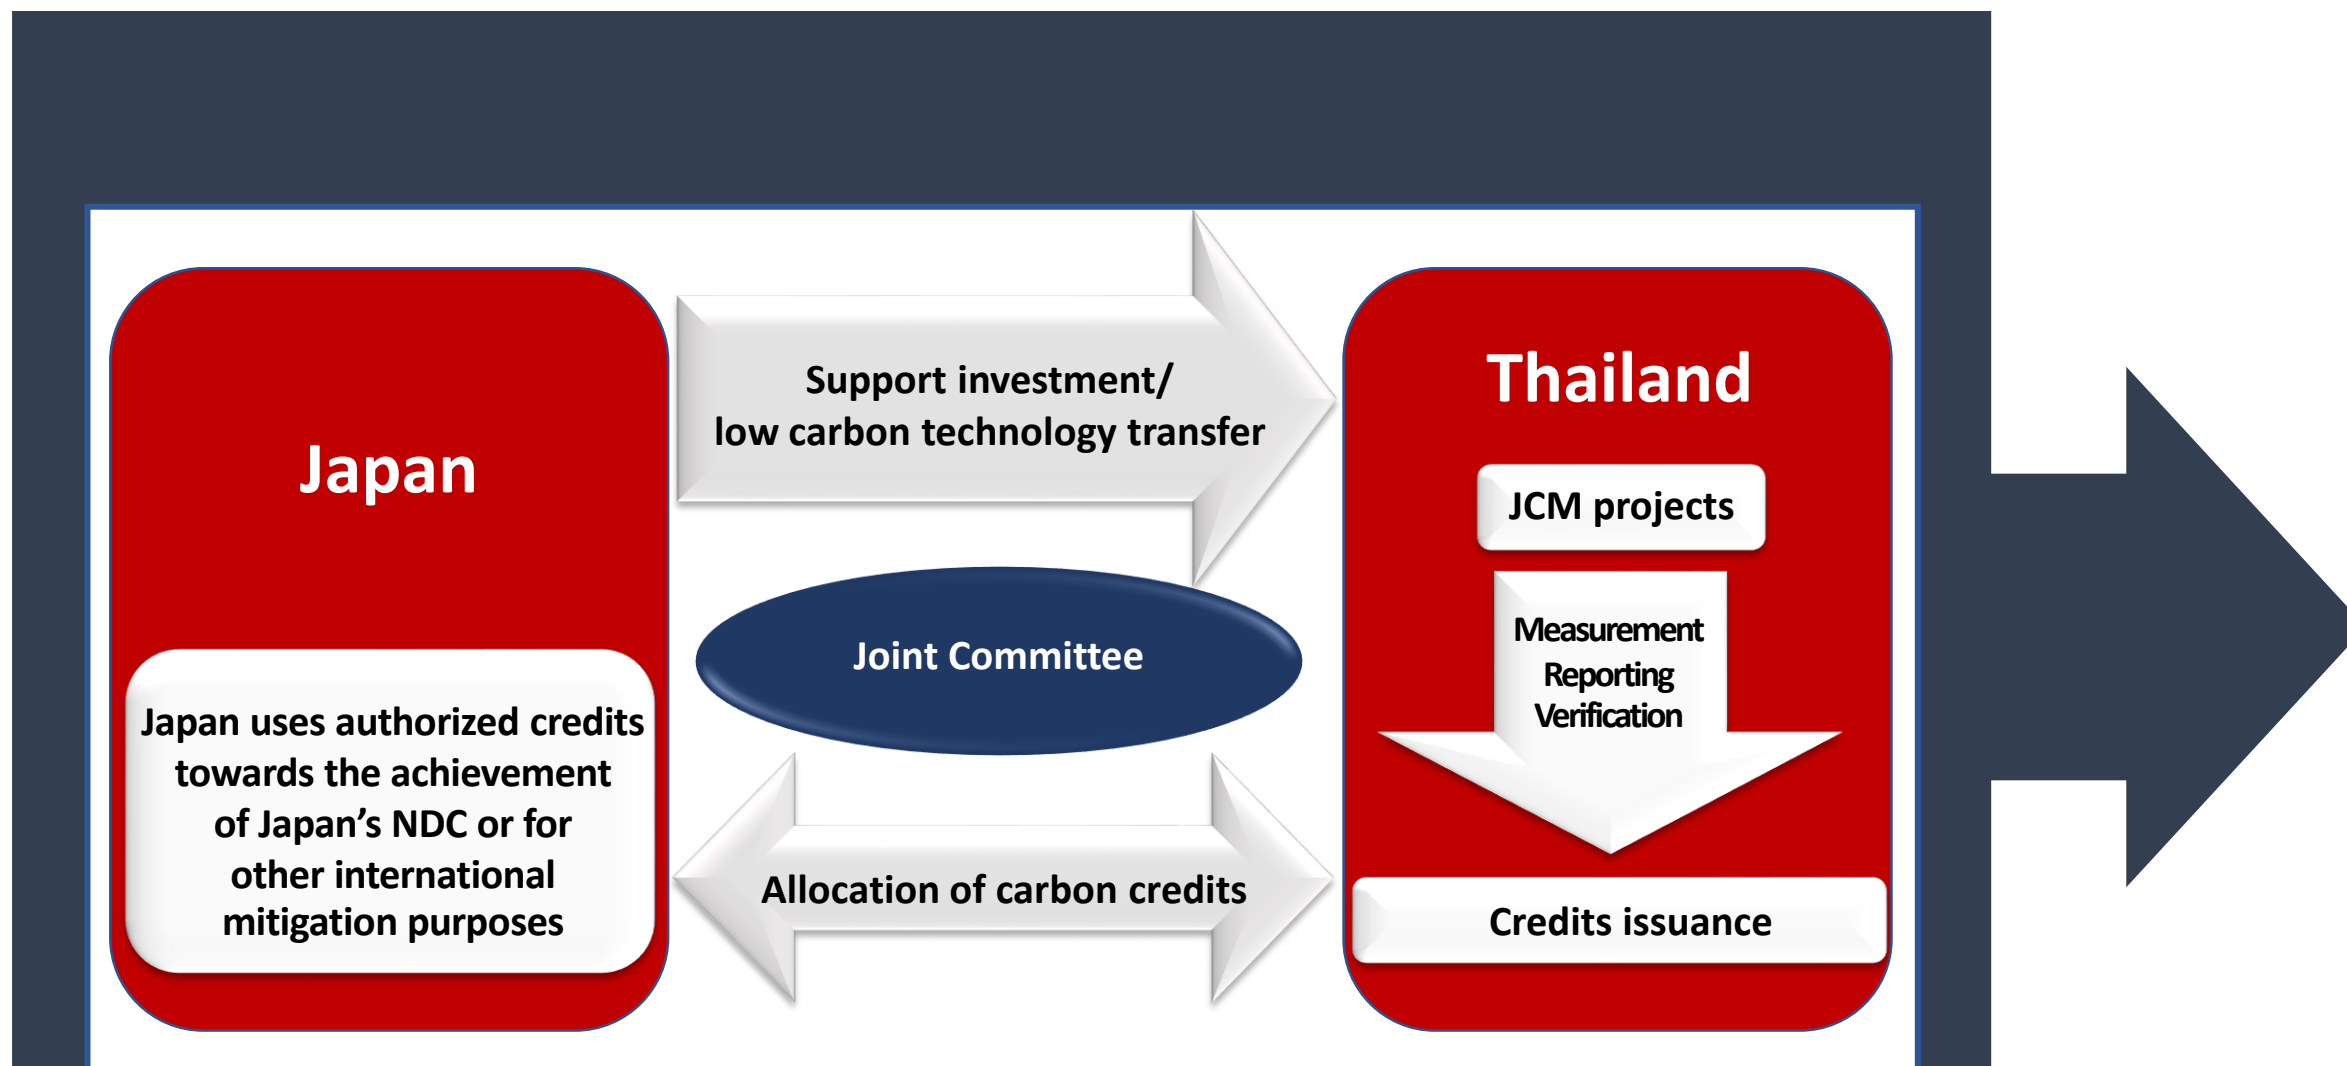 Japan
Japan uses authorized credits
towards the achievement
of Japan’s NDC or for
other international
mitigation purposes
Support investment/
low carbon technology transfer
Joint Committee
Allocation of carbon credits
Thailand
JCM projects
Measurement
Reporting
Verification
Credits issuance